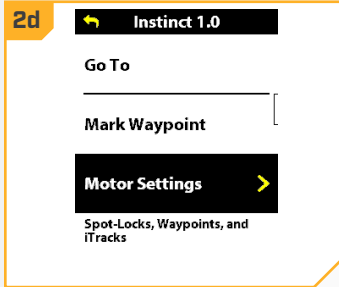 2d
Instinct 1.0
Go To
Mark Waypoint
Motor Settings
Spot-Locks, Waypoints, and
iTracks